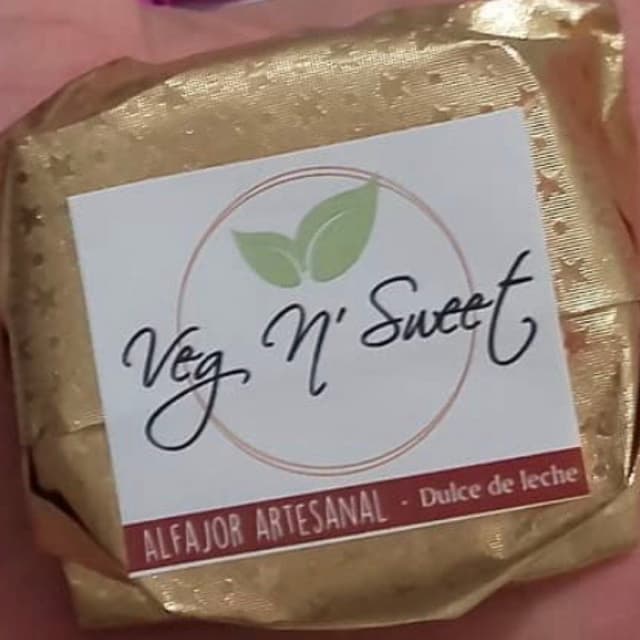 Veg N' Sweet
ALFAJOR ARTESANAL · Dulce de leche